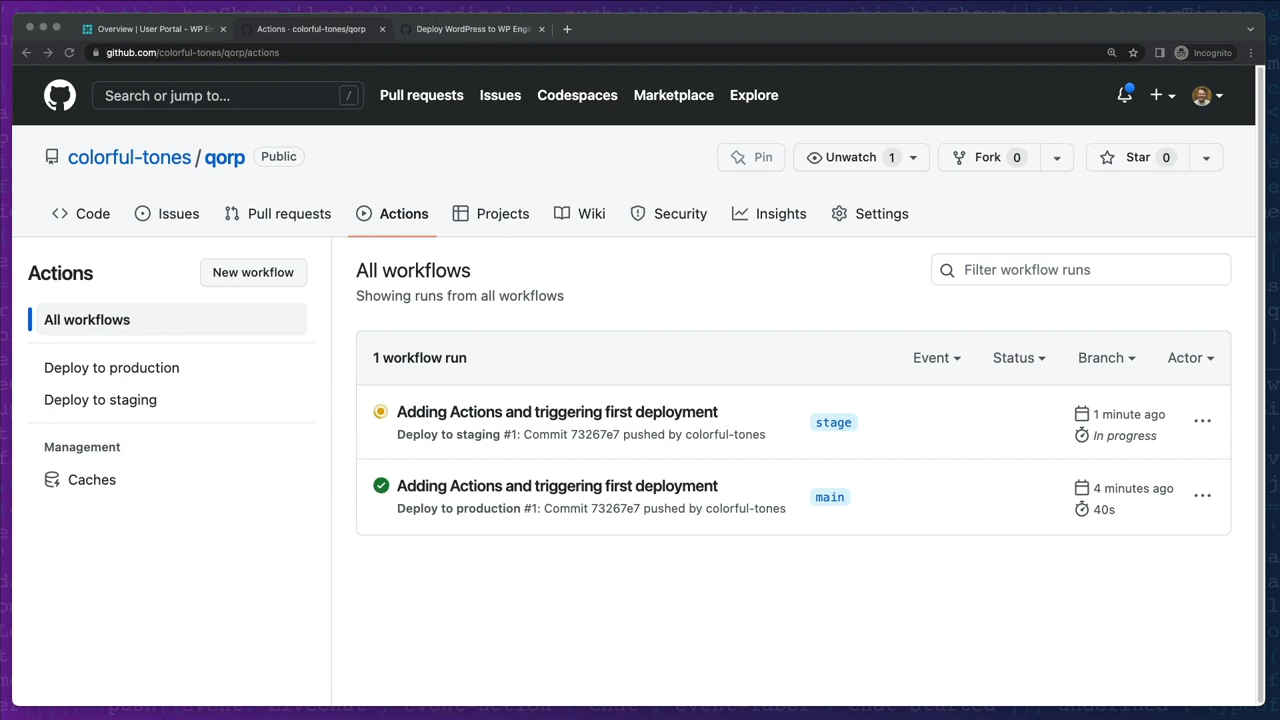 Overview | User Portal - WP En
Actions · colorful-tones/qorp
Deploy WordPress to WP Engi
github.com/colorful-tones/qorp/actions
Incognito
Search or jump to...
/
Pull requests
Issues
Codespaces
Marketplace
Explore
colorful-tones / qorp
Public
Pin
Unwatch 1
Fork 0
Star 0
Code
Issues
Pull requests
Actions
Projects
Wiki
Security
Insights
Settings
Actions
New workflow
All workflows
Deploy to production
Deploy to staging
Management
Caches
All workflows
Showing runs from all workflows
Filter workflow runs
1 workflow run
Event
Status
Branch
Actor
Adding Actions and triggering first deployment
Deploy to staging #1: Commit 73267e7 pushed by colorful-tones
stage
1 minute ago
In progress
Adding Actions and triggering first deployment
Deploy to production #1: Commit 73267e7 pushed by colorful-tones
main
4 minutes ago
40s